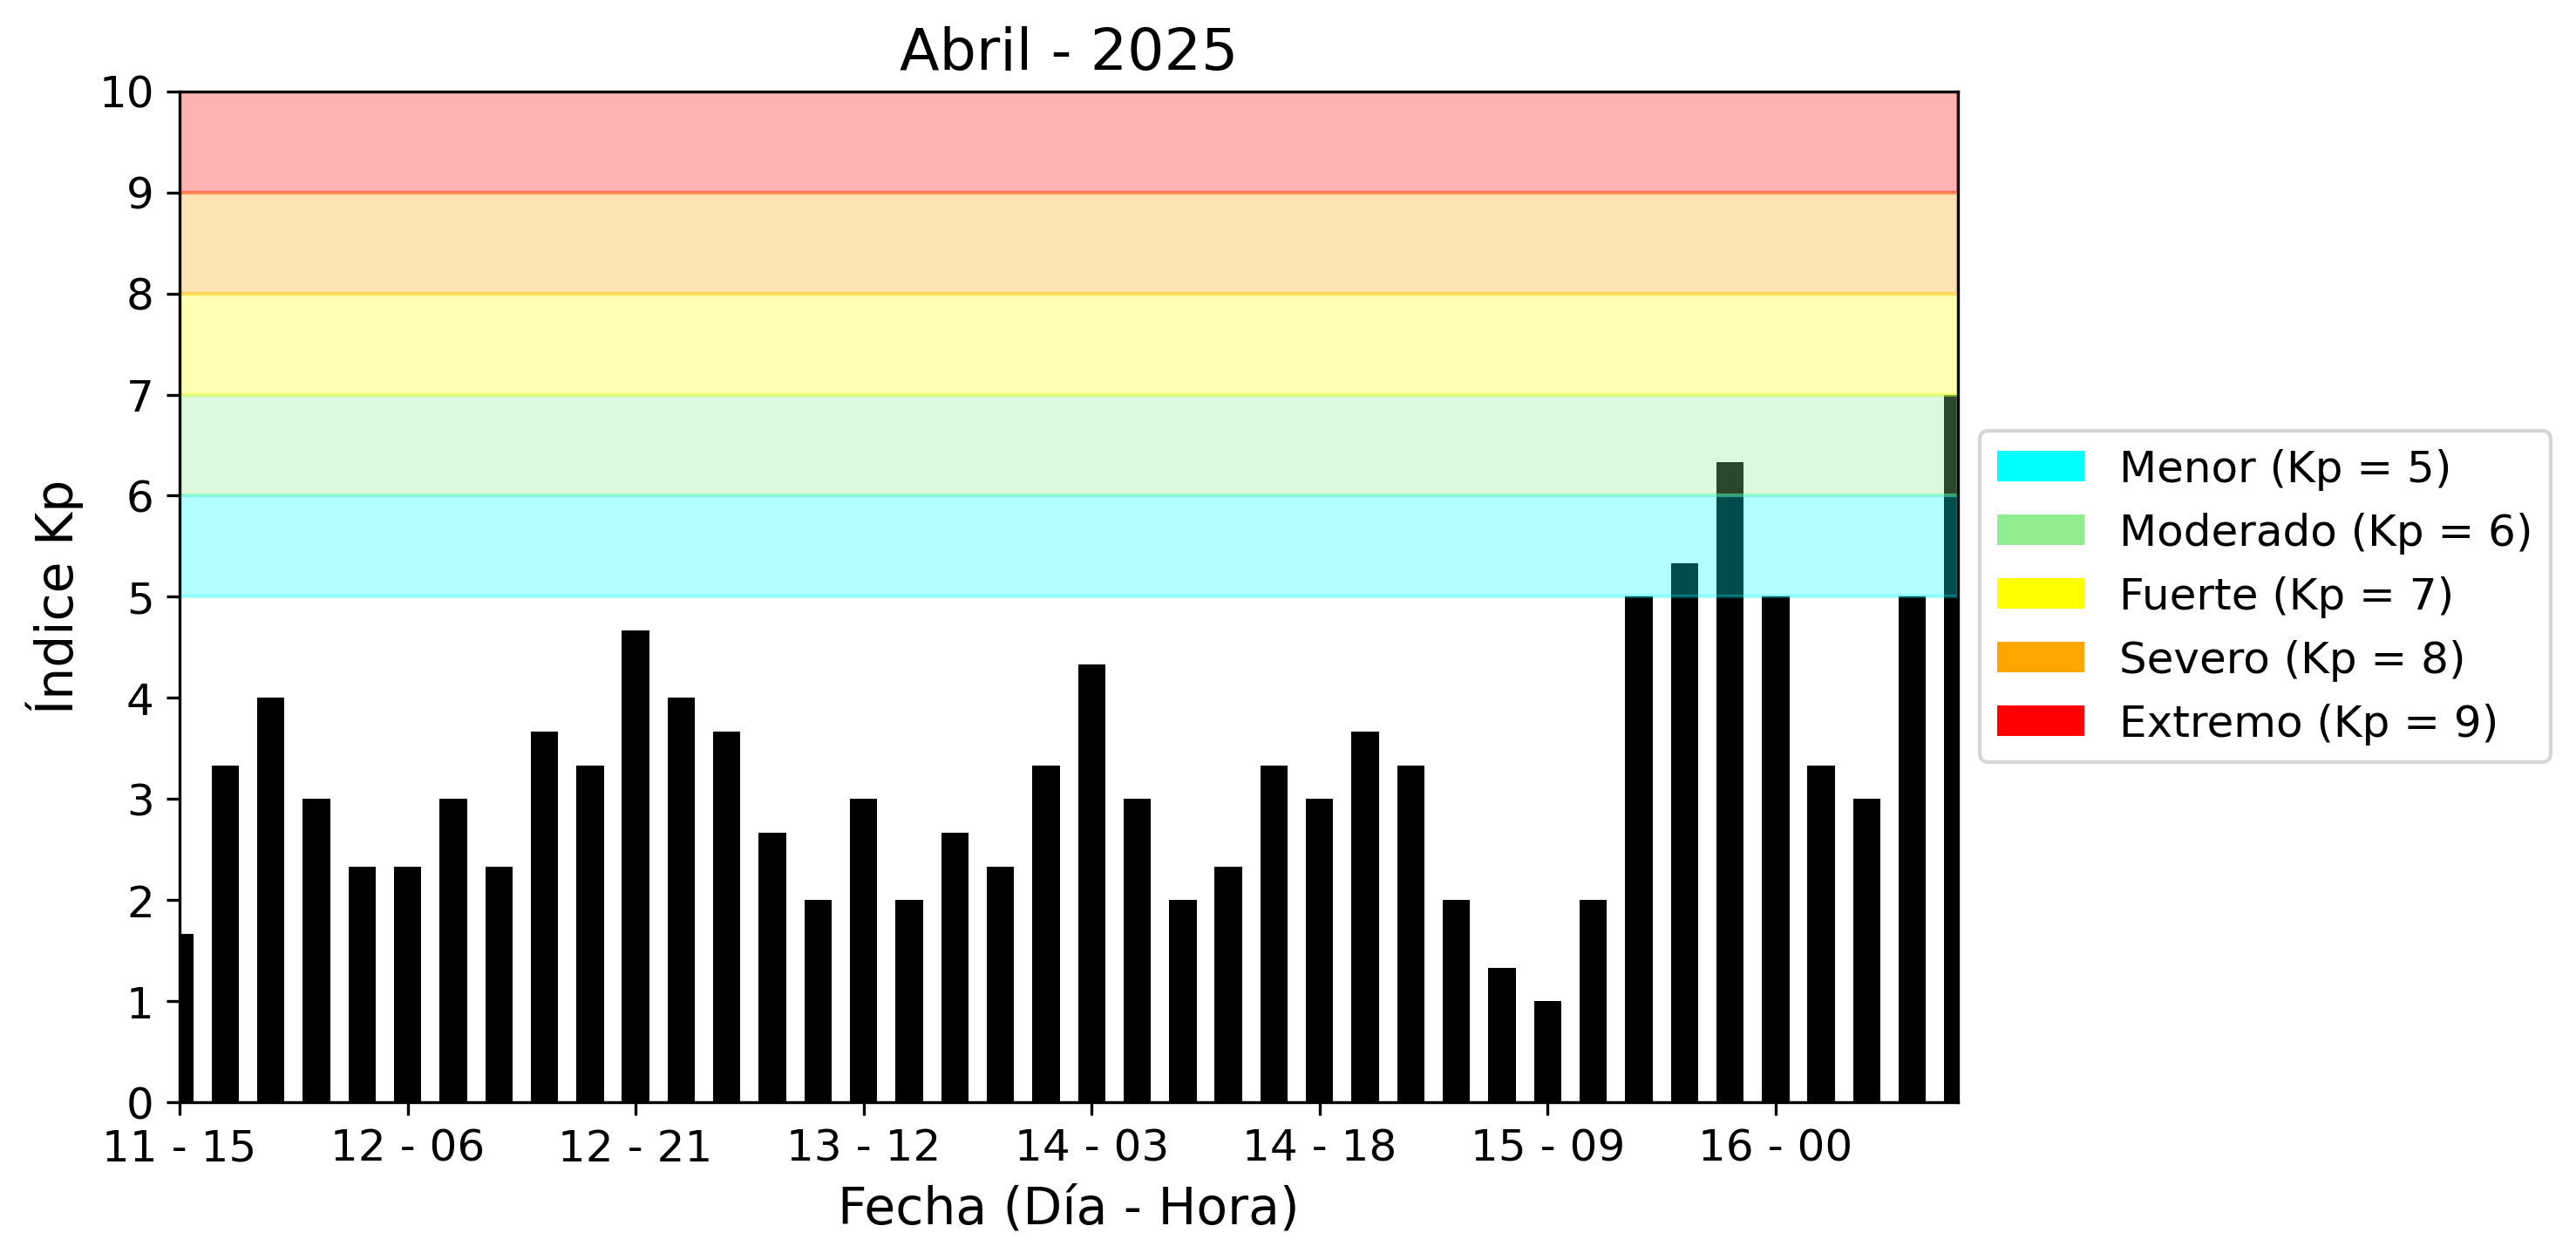 Abril - 2025
10
9
8
7
6
5
4
3
2
1
0
Índice Kp
11 - 15
12 - 06
12 - 21
13 - 12
14 - 03
14 - 18
15 - 09
16 - 00
Fecha (Día - Hora)
Menor (Kp = 5)
Moderado (Kp = 6)
Fuerte (Kp = 7)
Severo (Kp = 8)
Extremo (Kp = 9)